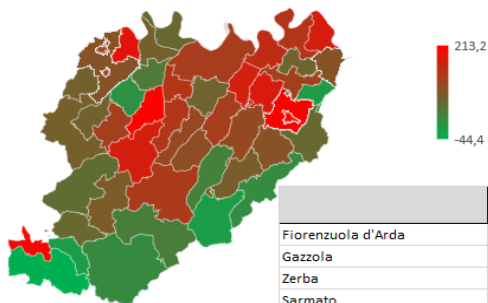 213,2
-44,4
Fiorenzuola d'Arda
Gazzola
Zerba
Sarmato